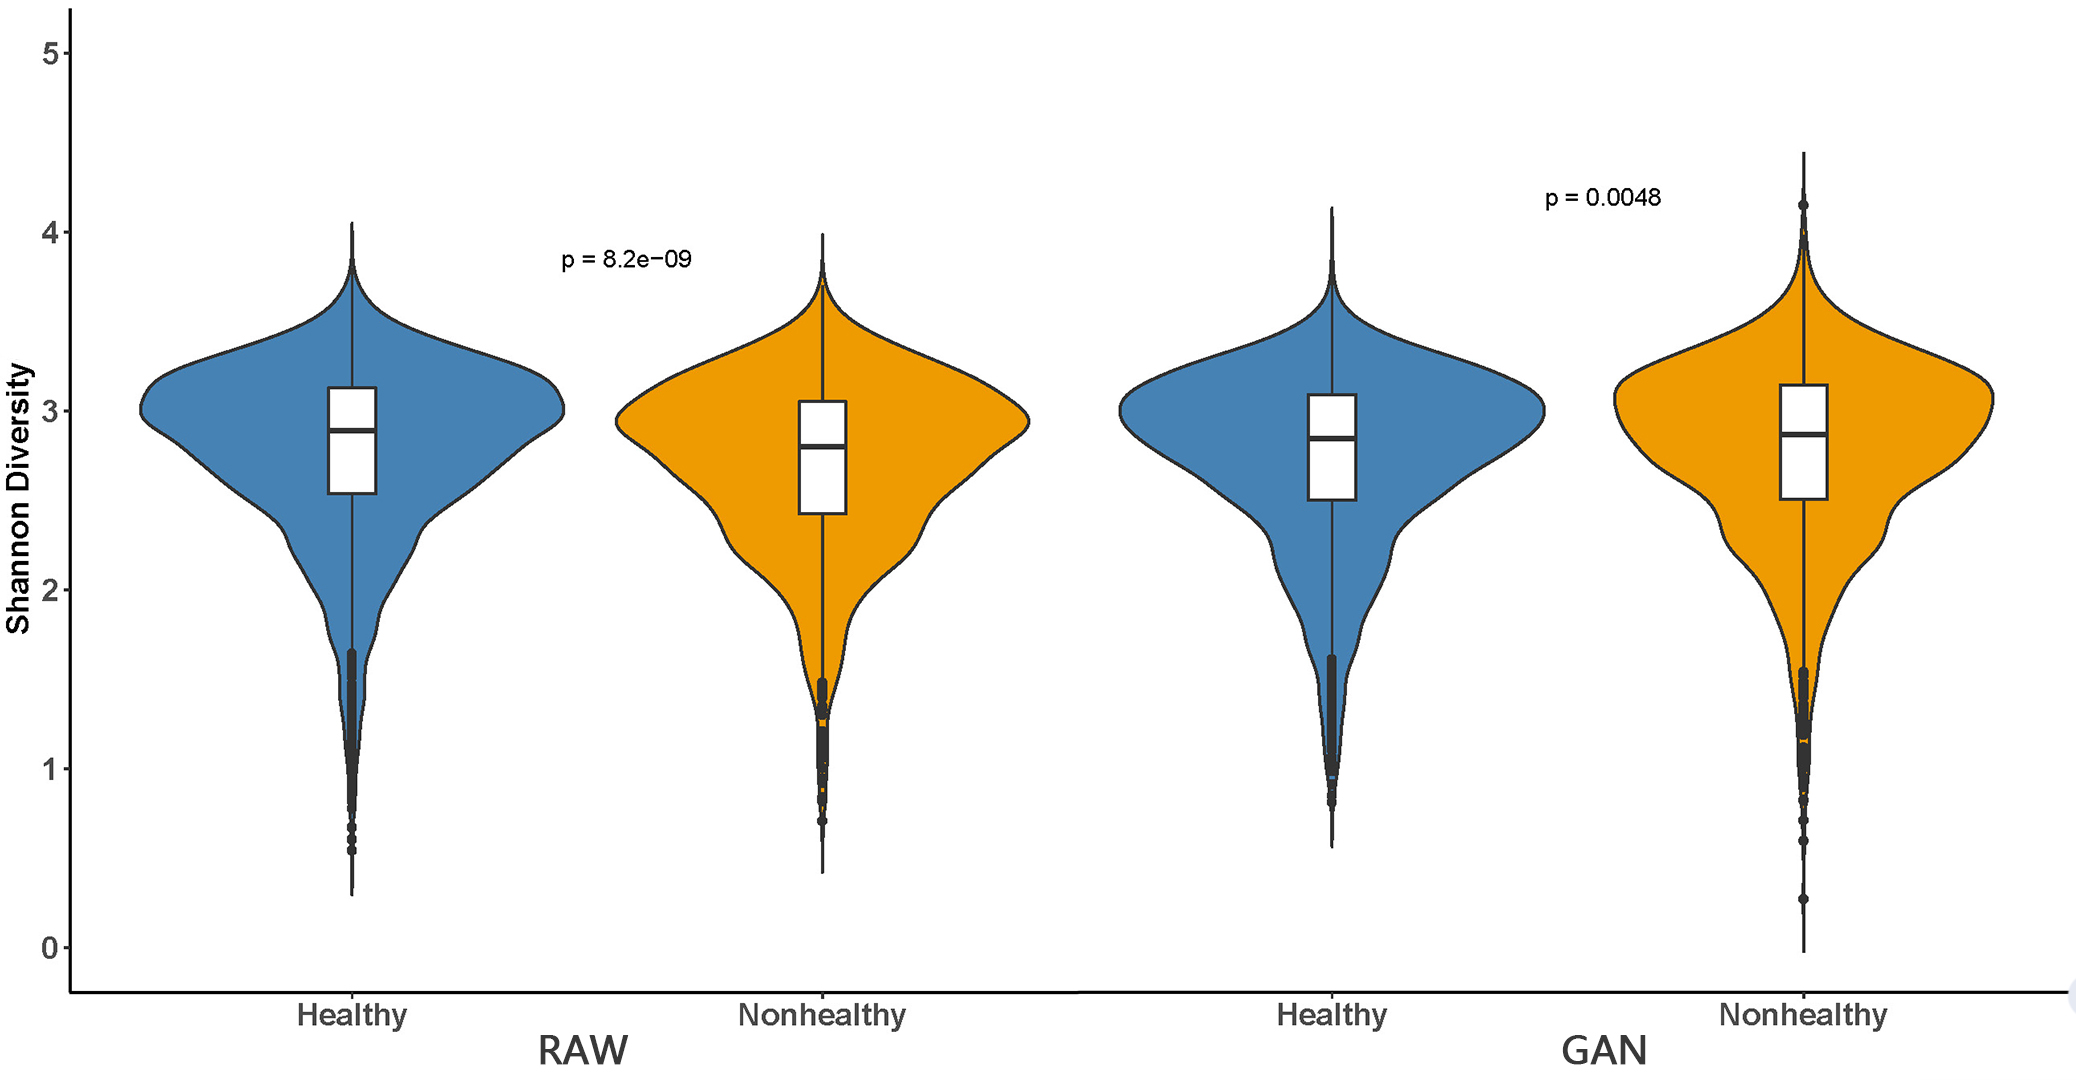 Shannon Diversity
5
4
3
2
1
0
p = 8.2e−09
p = 0.0048
Healthy
Nonhealthy
Healthy
Nonhealthy
RAW
GAN